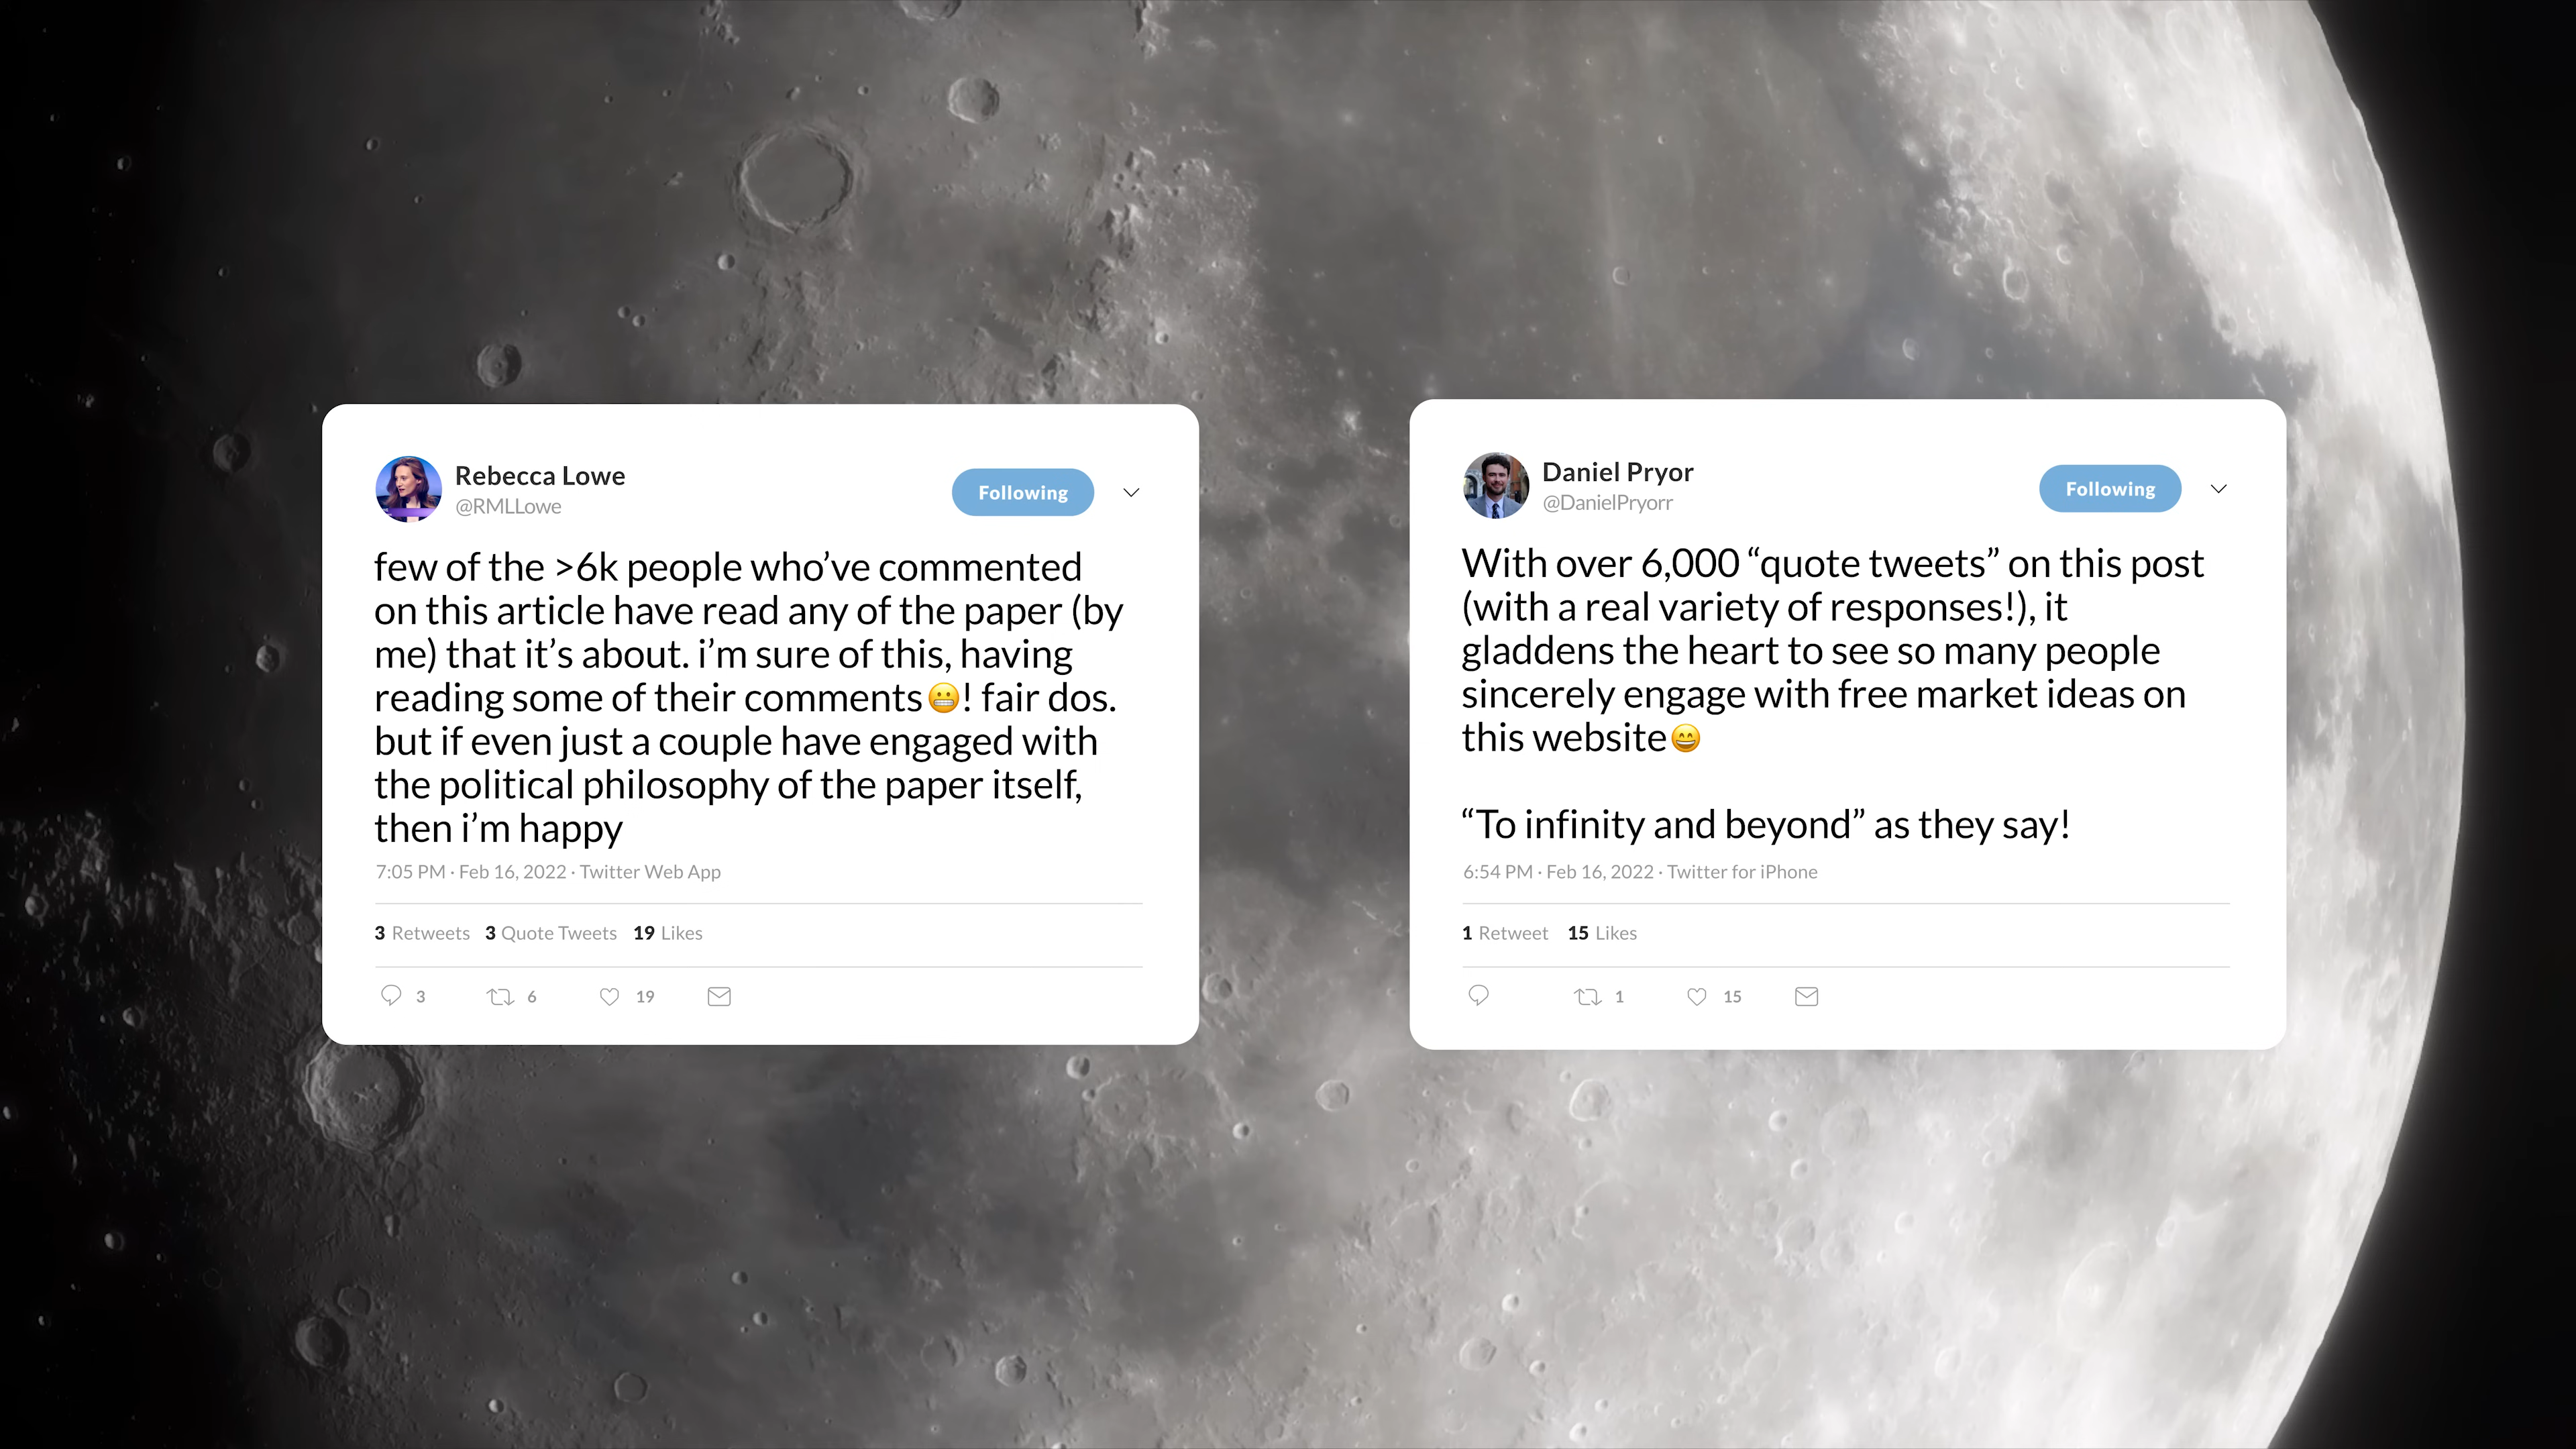 Rebecca Lowe
@RMLLowe
Following
few of the >6k people who’ve commented
on this article have read any of the paper (by
me) that it’s about. i’m sure of this, having
reading some of their comments😬! fair dos.
but if even just a couple have engaged with
the political philosophy of the paper itself,
then i’m happy
7:05 PM · Feb 16, 2022 · Twitter Web App
3 Retweets 3 Quote Tweets 19 Likes
3 6 19
Daniel Pryor
@DanielPryorr
Following
With over 6,000 “quote tweets” on this post
(with a real variety of responses!), it
gladdens the heart to see so many people
sincerely engage with free market ideas on
this website😄
“To infinity and beyond” as they say!
6:54 PM · Feb 16, 2022 · Twitter for iPhone
1 Retweet 15 Likes
1 15